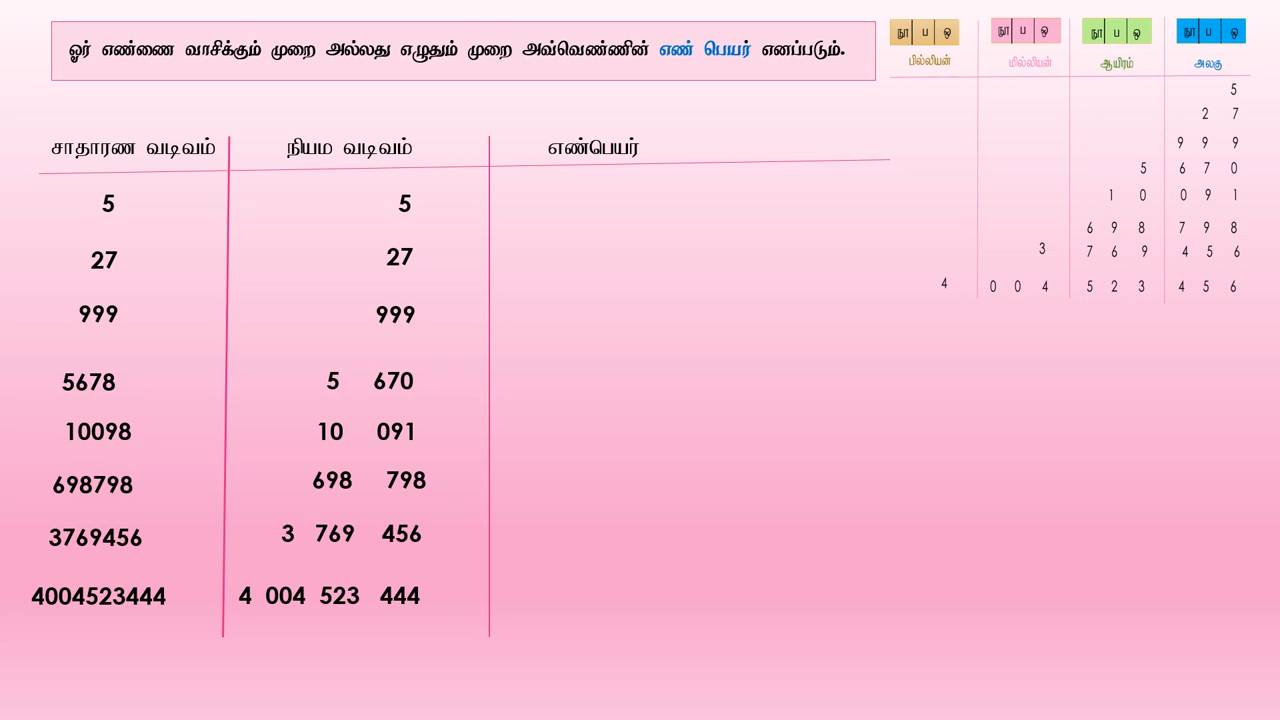 ஓர் எண்ணை வாசிக்கும் முறை அல்லது எழுதும் முறை அவ்வெண்ணின் எண் பெயர் எனப்படும்.
நூ ப ஒ நூ ப ஒ நூ ப ஒ நூ ப ஒ
பில்லியன் மில்லியன் ஆயிரம் அலகு
5
2 7
9 9 9
5 6 7 0
1 0 0 9 1
6 9 8 7 9 8
3 7 6 9 4 5 6
4 0 0 4 5 2 3 4 5 6
சாதாரண வடிவம் நியம வடிவம் எண்பெயர்
5 5
27 27
999 999
5678 5 670
10098 10 091
698798 698 798
3769456 3 769 456
4004523444 4 004 523 444